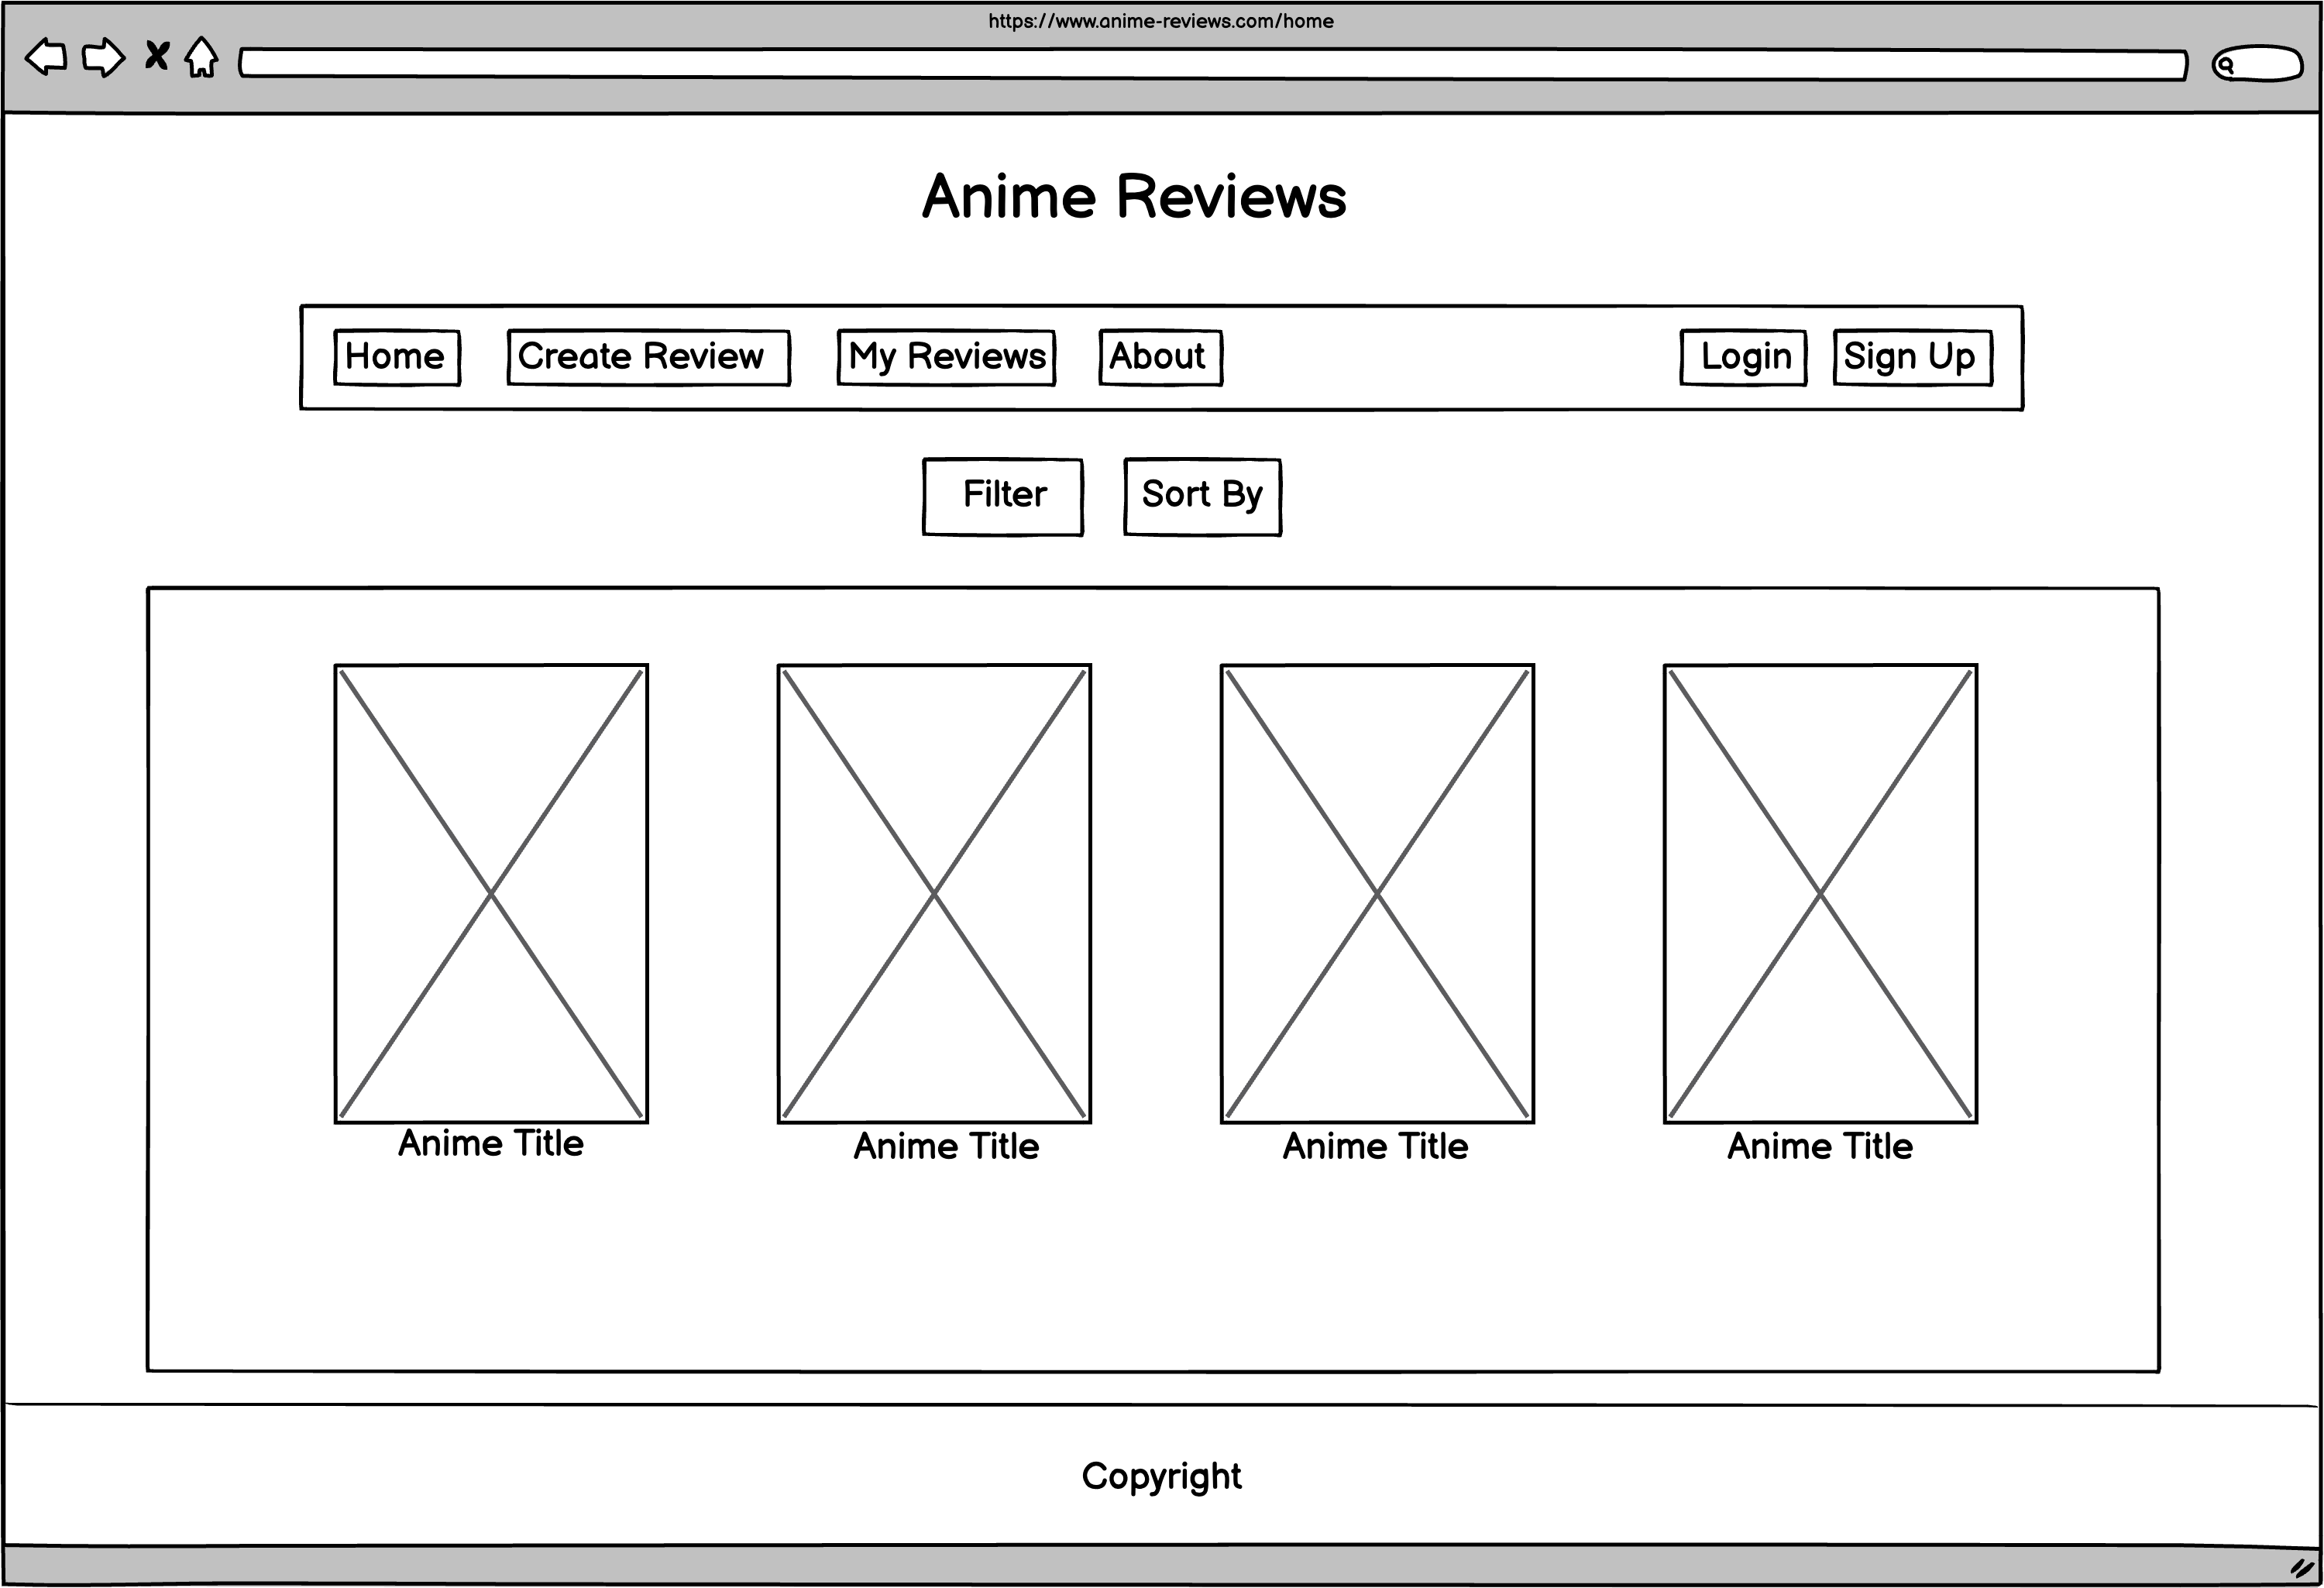 https://www.anime-reviews.com/home
Anime Reviews
Home Create Review My Reviews About Login Sign Up
Filter Sort By
Anime Title Anime Title Anime Title Anime Title
Copyright